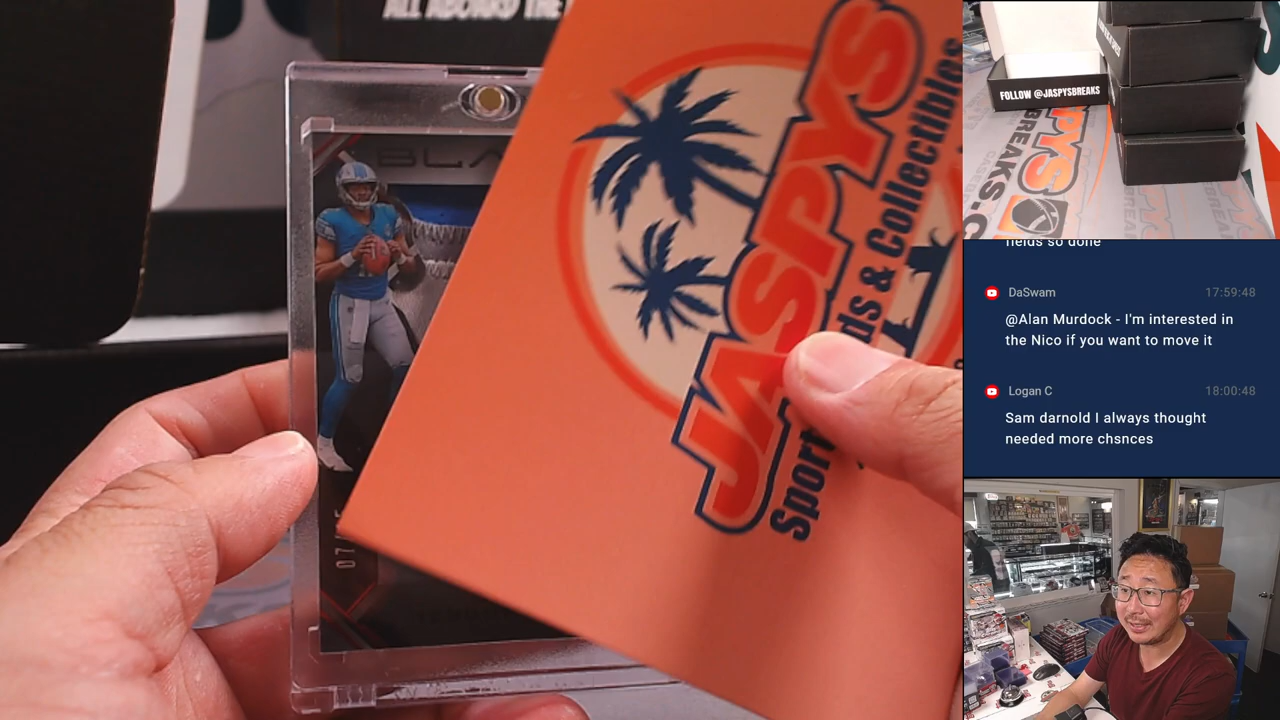 ALL ABOARD THE
BLA
JASPYS
Sports & Collectibles
07/
FOLLOW @JASPYSBREAKS
fields so done
DaSwam 17:59:48
@Alan Murdock - I'm interested in
the Nico if you want to move it
Logan C 18:00:48
Sam darnold I always thought
needed more chsnces